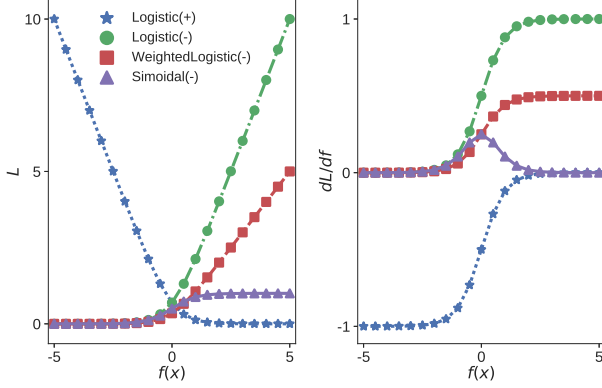 Logistic(+)
Logistic(-)
WeightedLogistic(-)
Simoidal(-)
10
5
0
L
-5
0
5
f(x)
1
0
-1
dL/df
-5
0
5
f(x)